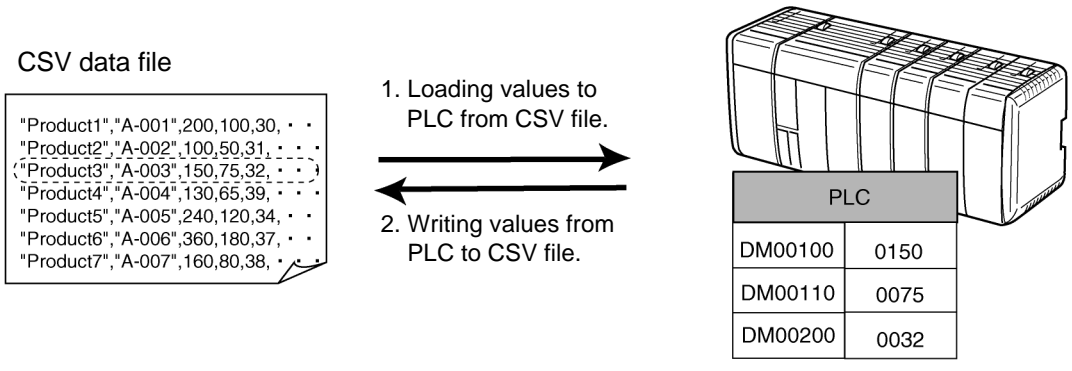 CSV data file
"Product1","A-001",200,100,30, · ·
"Product2","A-002",100,50,31, · · ·
"Product3","A-003",150,75,32, · · ·
"Product4","A-004",130,65,39, · · ·
"Product5","A-005",240,120,34, · ·
"Product6","A-006",360,180,37, · ·
"Product7","A-007",160,80,38, · · ·
1. Loading values to
PLC from CSV file.
2. Writing values from
PLC to CSV file.
PLC
DM00100 0150
DM00110 0075
DM00200 0032